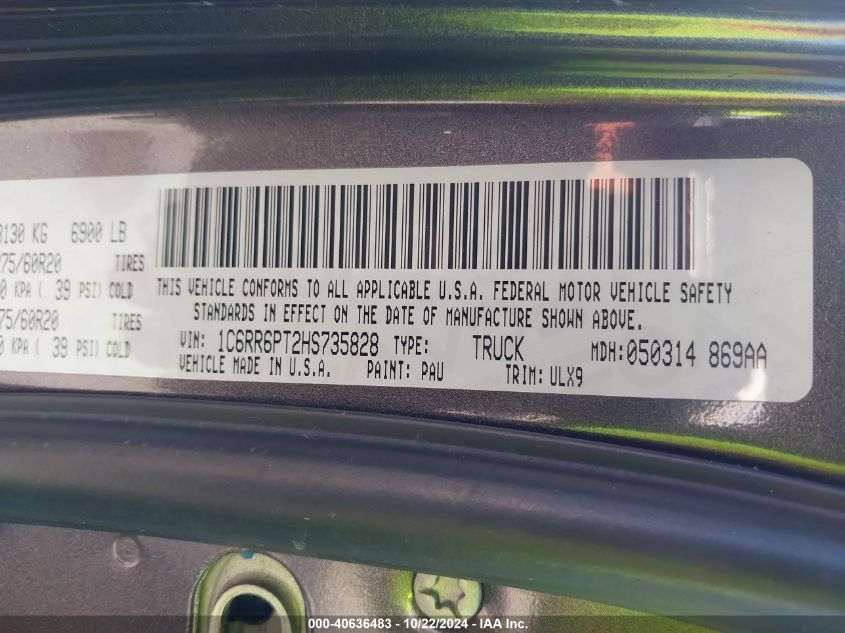 3130 KG 6900 LB
75/60R20 TIRES
0 KPA ( 39 PSI) COLD
75/60R20 TIRES
0 KPA ( 39 PSI) COLD
THIS VEHICLE CONFORMS TO ALL APPLICABLE U.S.A. FEDERAL MOTOR VEHICLE SAFETY
STANDARDS IN EFFECT ON THE DATE OF MANUFACTURE SHOWN ABOVE.
VIN: 1C6RR6PT2HS735828 TYPE: TRUCK MDH:050314 869AA
VEHICLE MADE IN U.S.A. PAINT: PAU TRIM: ULX9
000-40636483 - 10/22/2024 - IAA Inc.